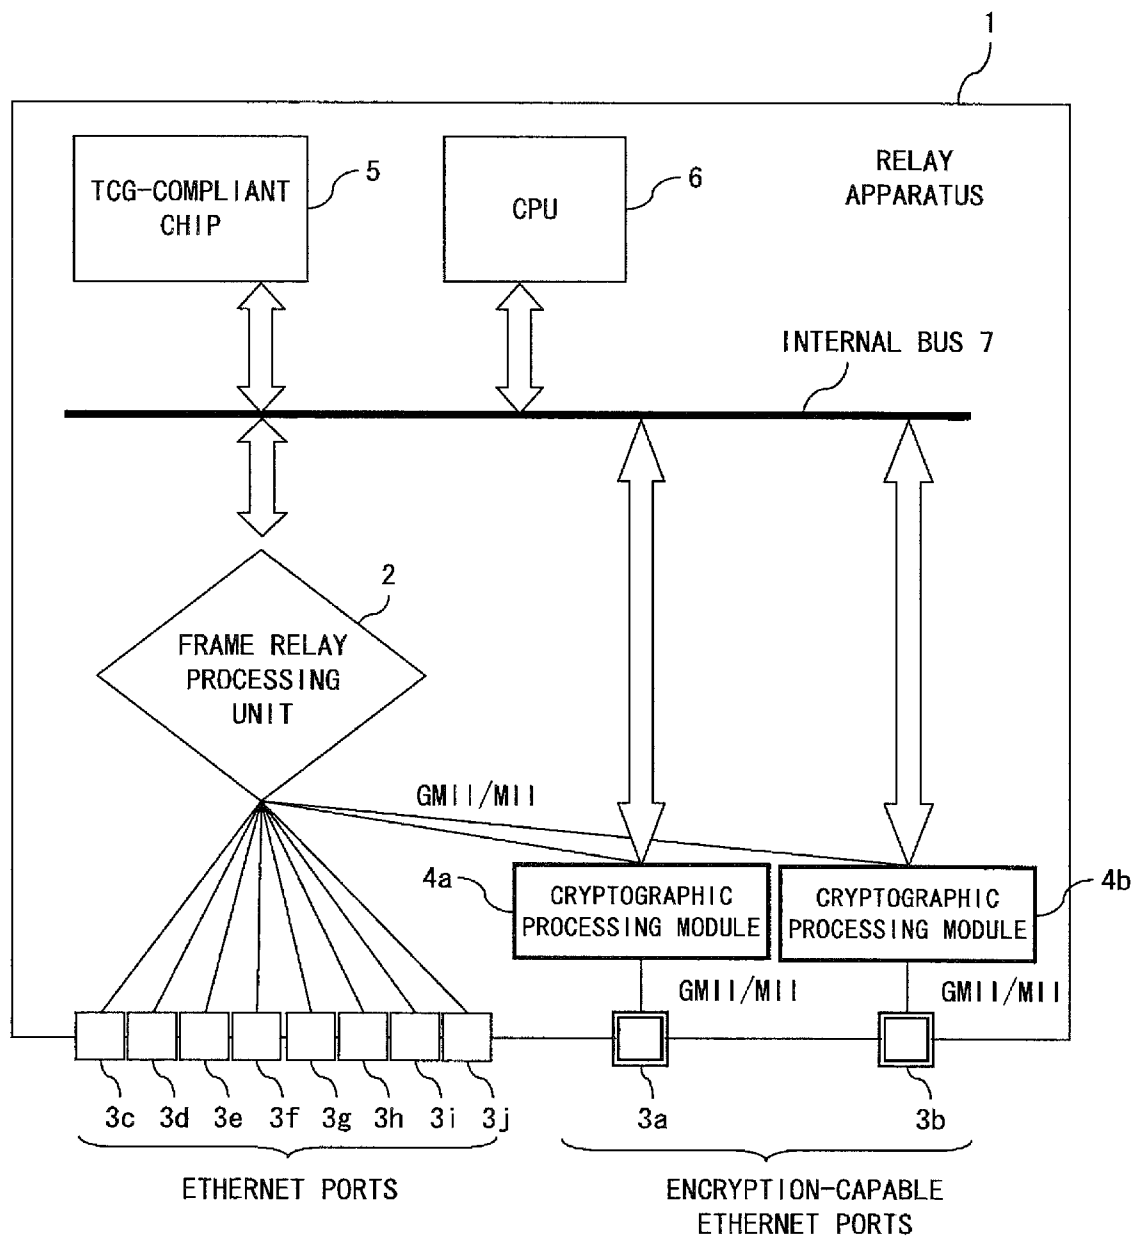 1
RELAY
APPARATUS
TCG-COMPLIANT
CHIP
5
CPU
6
INTERNAL BUS 7
2
FRAME RELAY
PROCESSING
UNIT
GMII/MII
4a
CRYPTOGRAPHIC
PROCESSING MODULE
CRYPTOGRAPHIC
PROCESSING MODULE
4b
GMII/MII
GMII/MII
3c 3d 3e 3f 3g 3h 3i 3j 3a 3b
ETHERNET PORTS
ENCRYPTION-CAPABLE
ETHERNET PORTS